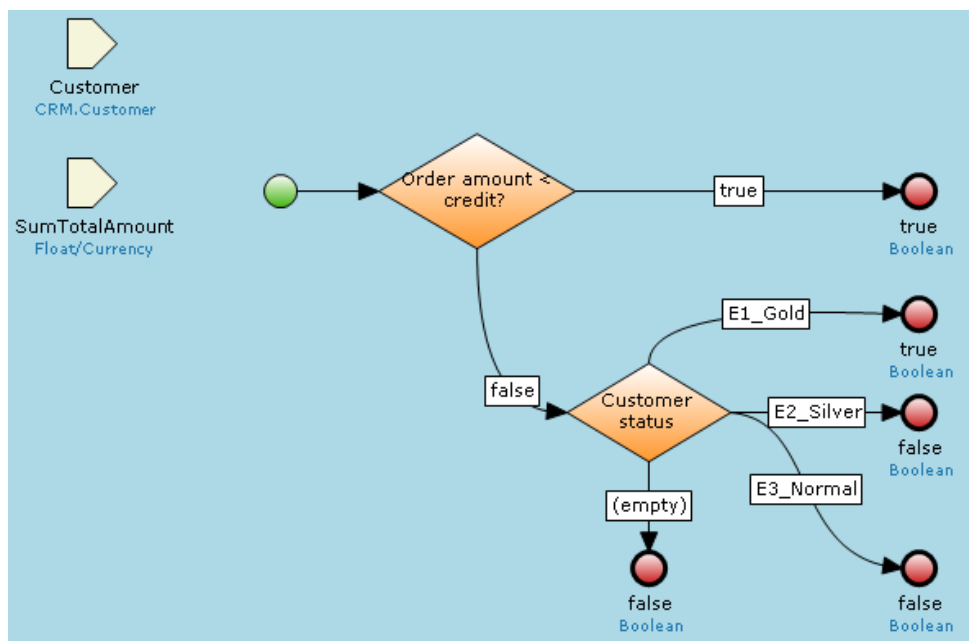 Customer
CRM.Customer
SumTotalAmount
Float/Currency
Order amount <
credit?
true
true
Boolean
false
Customer
status
E1_Gold
true
Boolean
E2_Silver
false
Boolean
E3_Normal
false
Boolean
(empty)
false
Boolean